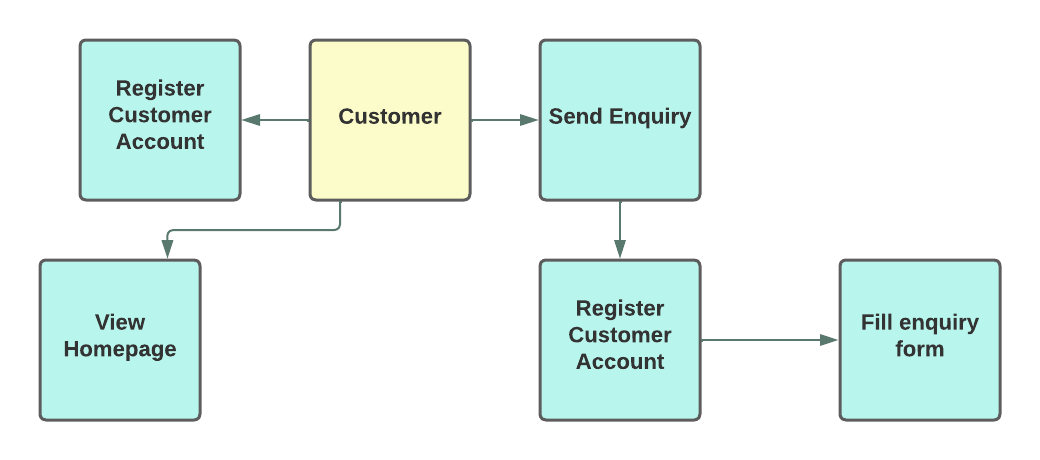 Register
Customer
Account
Customer
Send Enquiry
View
Homepage
Register
Customer
Account
Fill enquiry
form